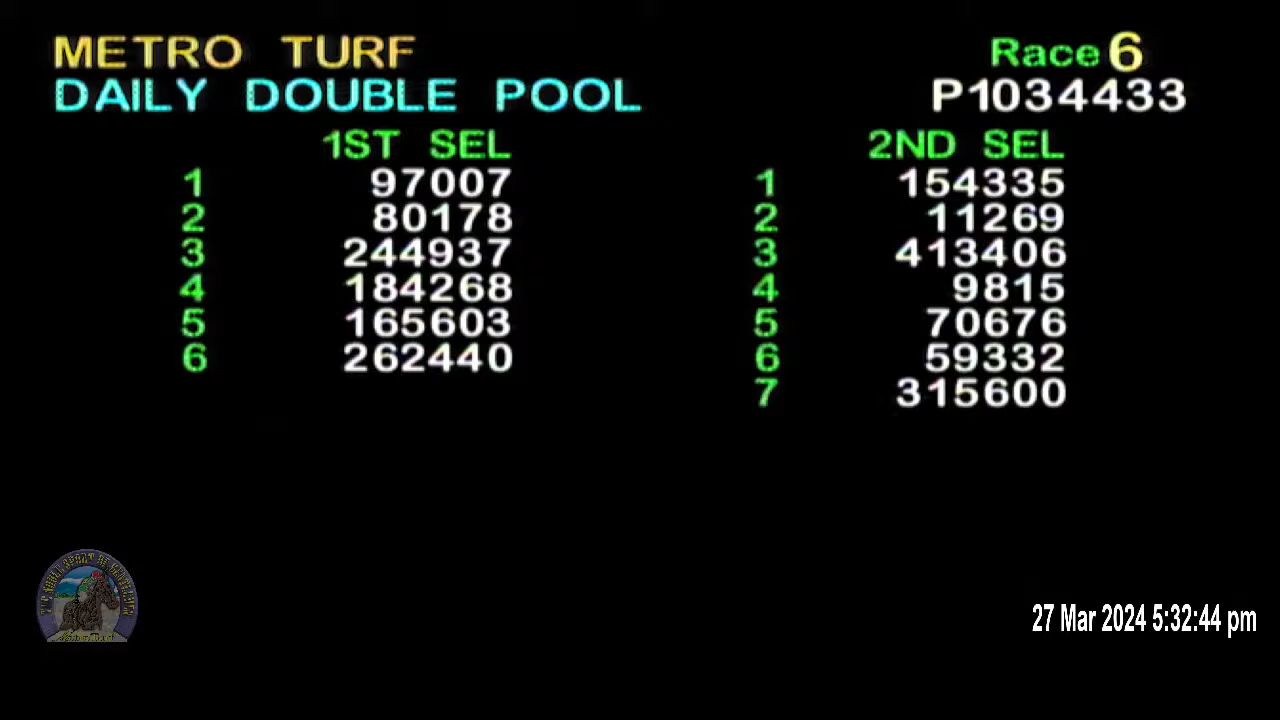 METRO TURF Race 6
DAILY DOUBLE POOL P1034433
1ST SEL 2ND SEL
1 97007 1 154335
2 80178 2 11269
3 244937 3 413406
4 184268 4 9815
5 165603 5 70676
6 262440 6 59332
7 315600
27 Mar 2024 5:32:44 pm